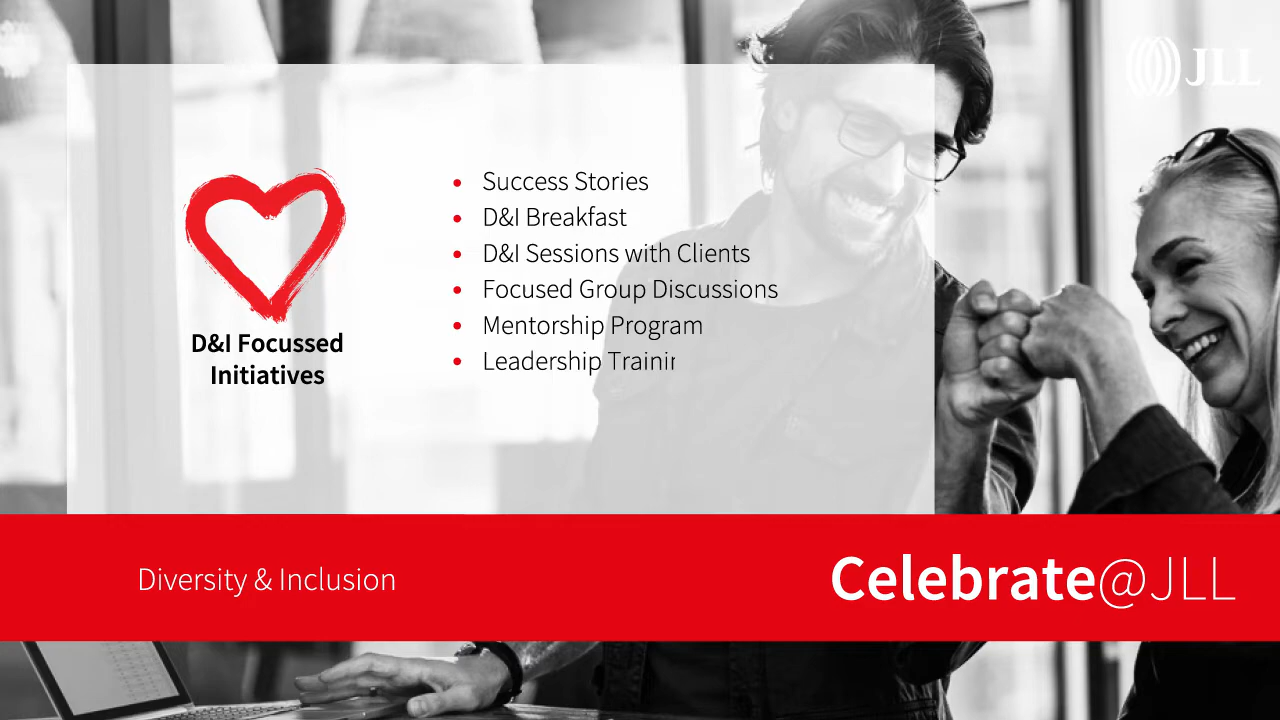 JLL
Success Stories
D&I Breakfast
D&I Sessions with Clients
Focused Group Discussions
Mentorship Program
Leadership
D&I Focussed
Initiatives
Diversity & Inclusion
Celebrate@JLL